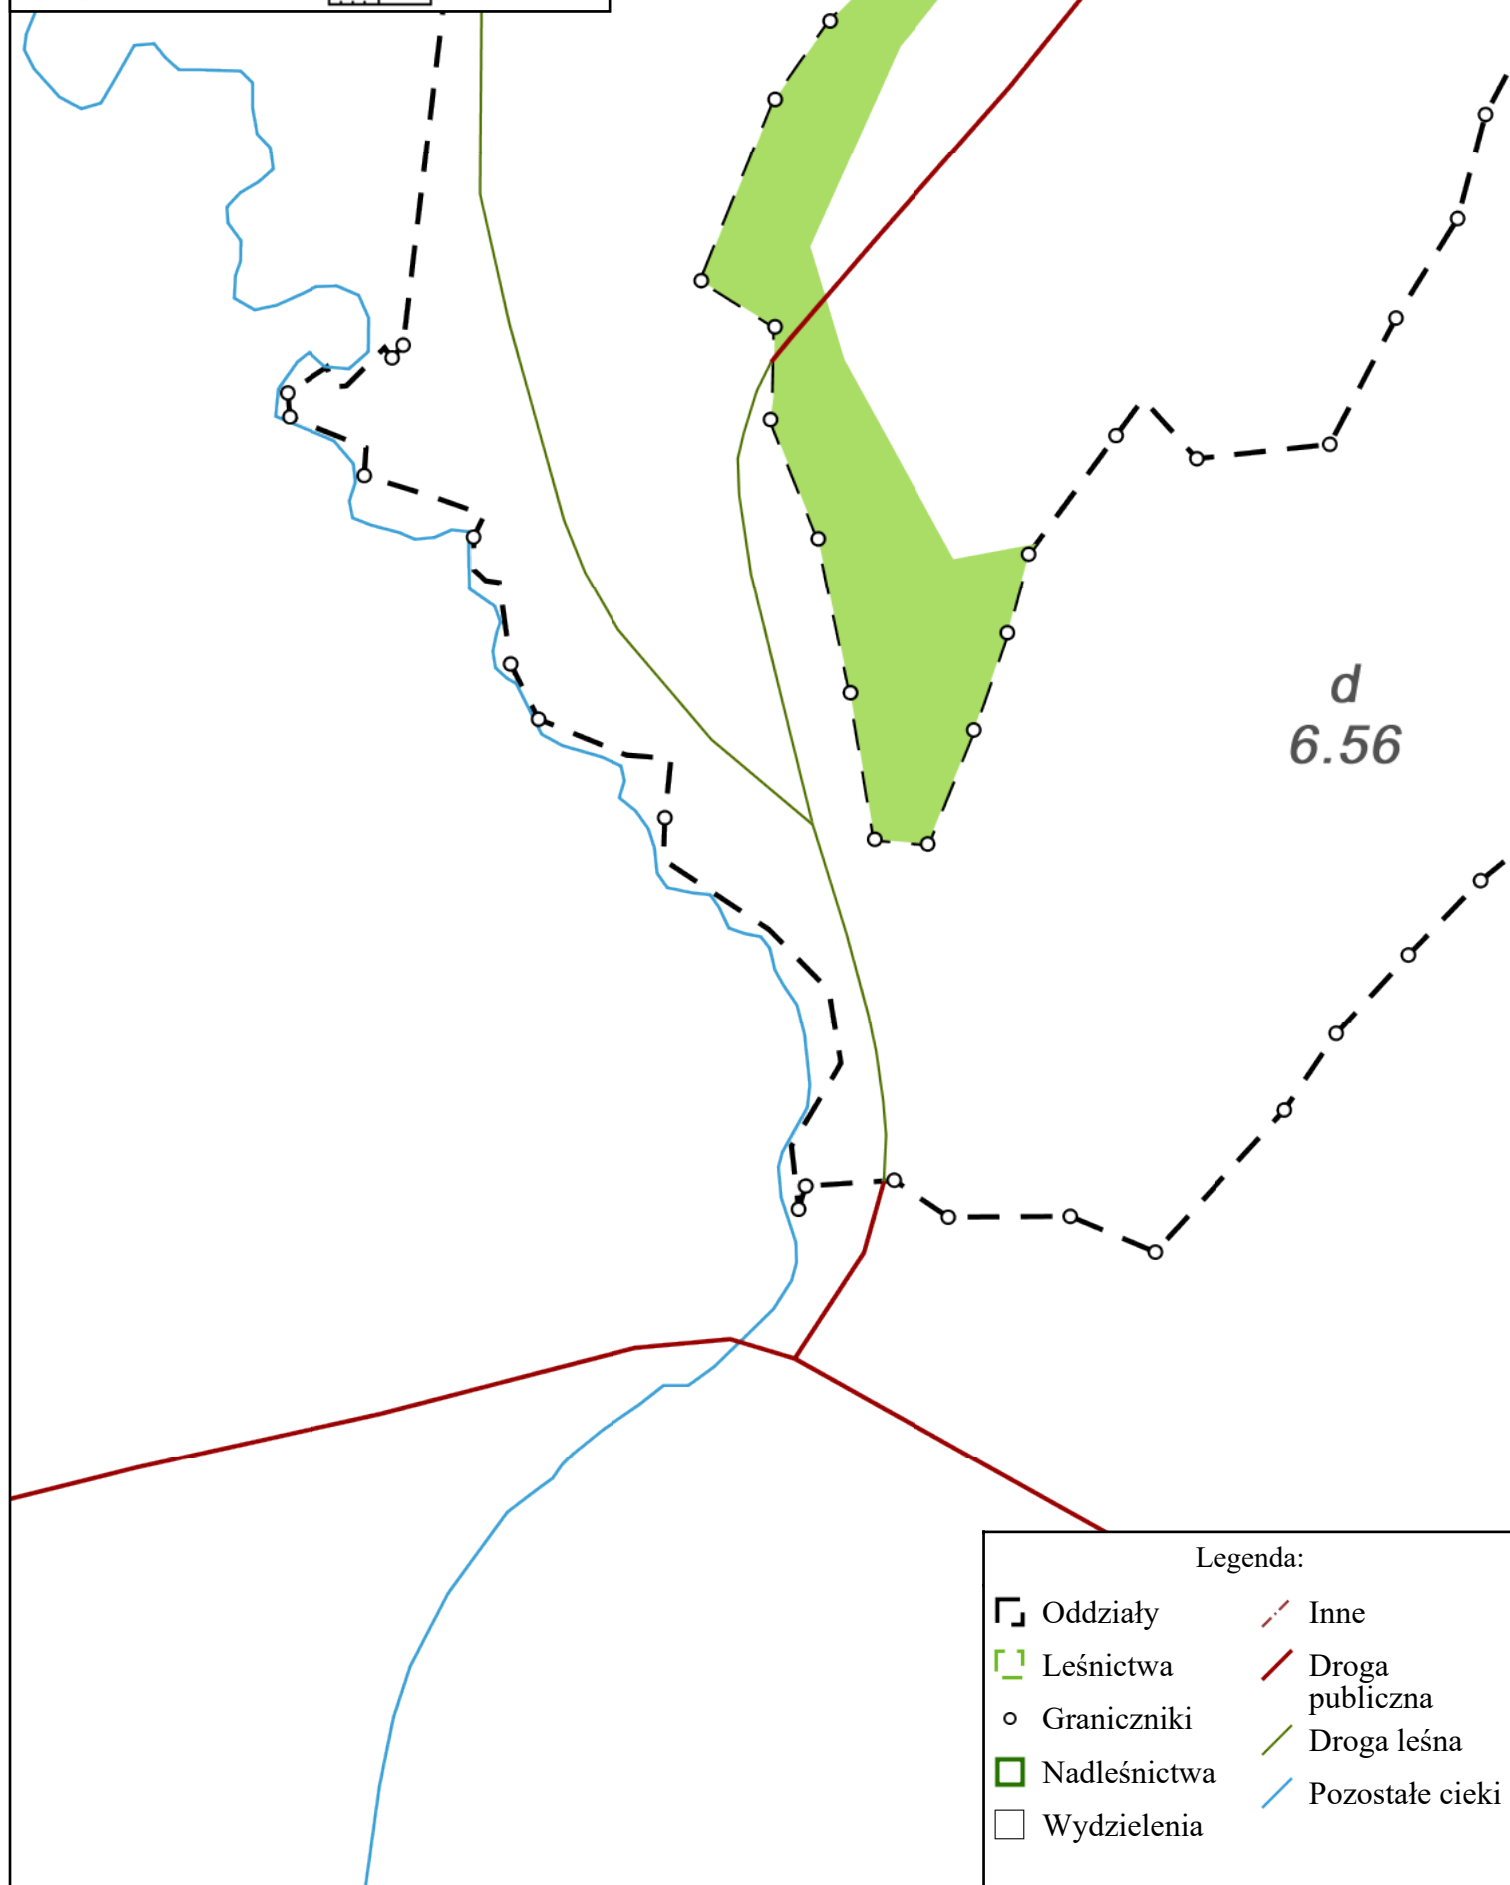 d
6.56
Legenda:
Oddziały
Leśnictwa
Graniczniki
Nadleśnictwa
Wydzielenia
Inne
Droga
publiczna
Droga leśna
Pozostałe cieki